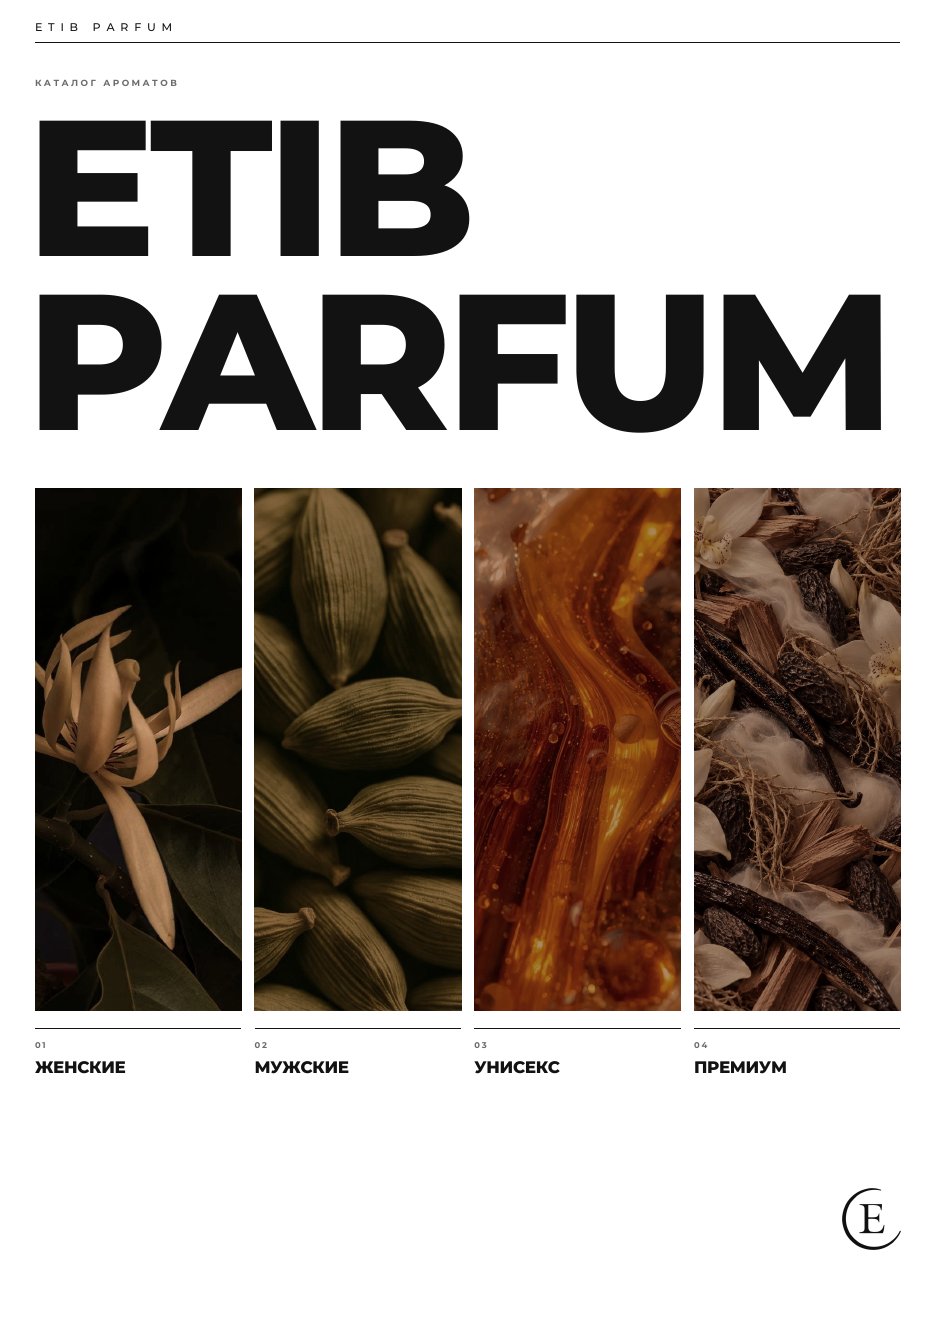 ETIB PARFUM
КАТАЛОГ АРОМАТОВ
ETIB
PARFUM
01
ЖЕНСКИЕ
02
МУЖСКИЕ
03
УНИСЕКС
04
ПРЕМИУМ
E